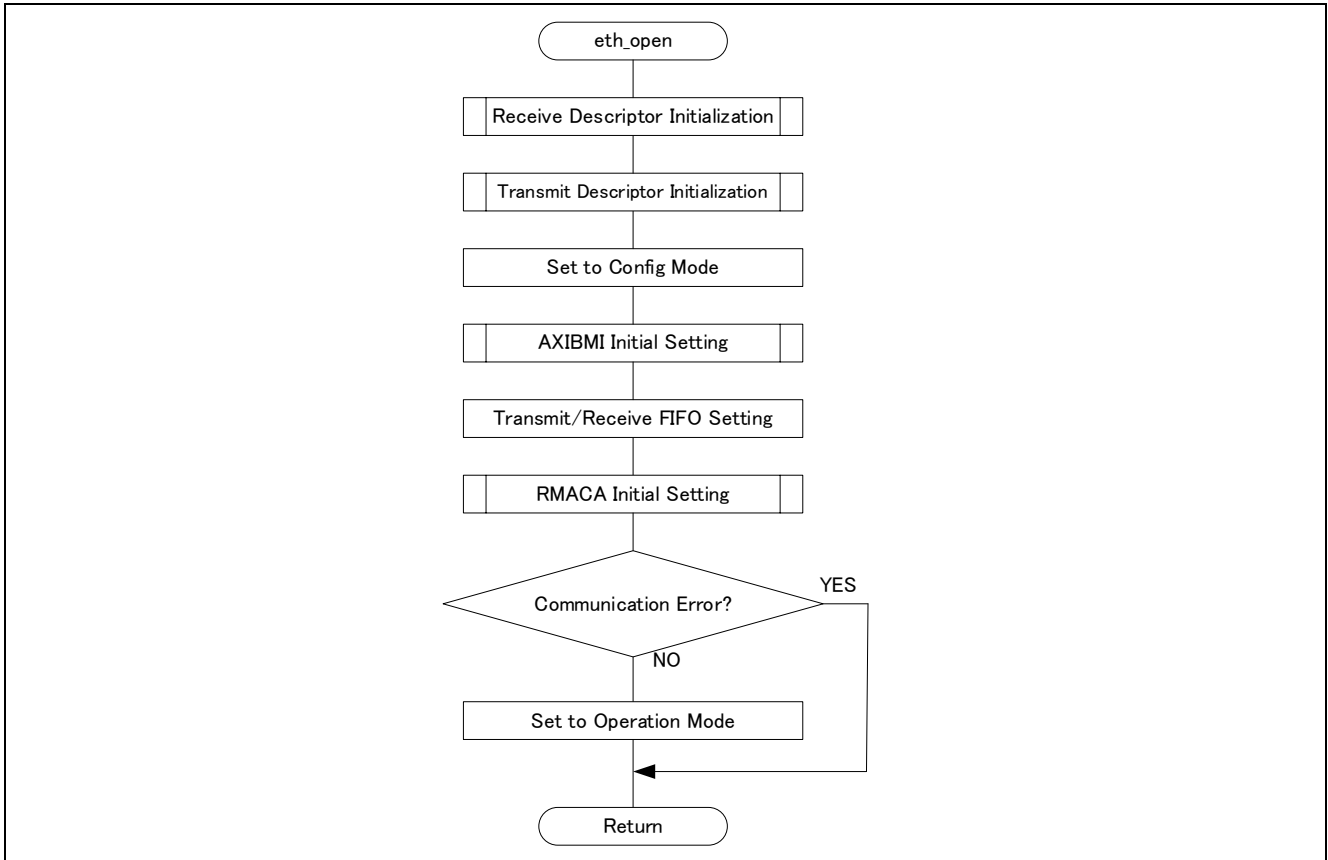 eth_open
Receive Descriptor Initialization
Transmit Descriptor Initialization
Set to Config Mode
AXIBMI Initial Setting
Transmit/Receive FIFO Setting
RMACA Initial Setting
YES
Communication Error?
NO
Set to Operation Mode
Return